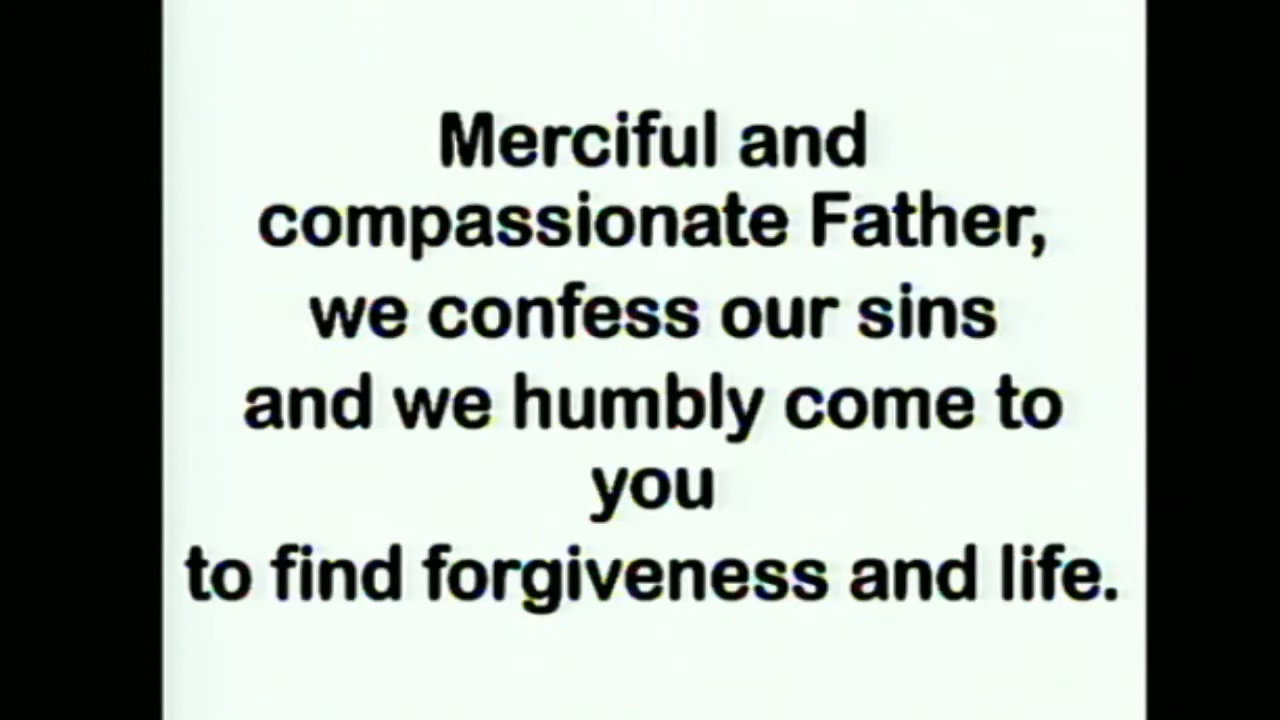 Merciful and
compassionate Father,
we confess our sins
and we humbly come to
you
to find forgiveness and life.